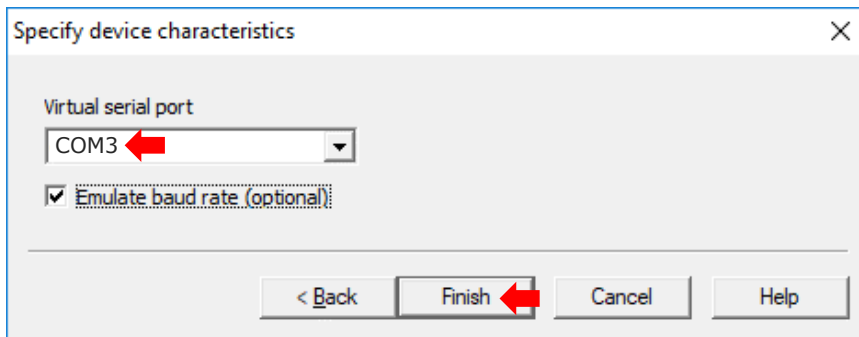 Specify device characteristics
Virtual serial port
COM3
Emulate baud rate (optional)
< Back Finish Cancel Help